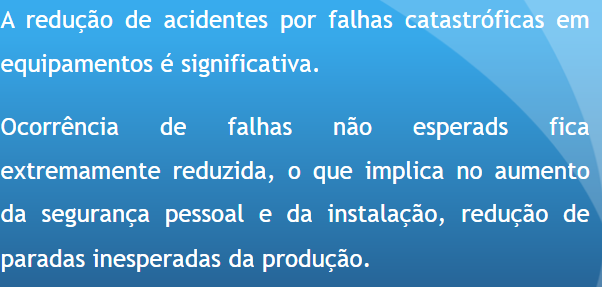 A redução de acidentes por falhas catastróficas em
equipamentos é significativa.
Ocorrência de falhas não esperads fica
extremamente reduzida, o que implica no aumento
da segurança pessoal e da instalação, redução de
paradas inesperadas da produção.